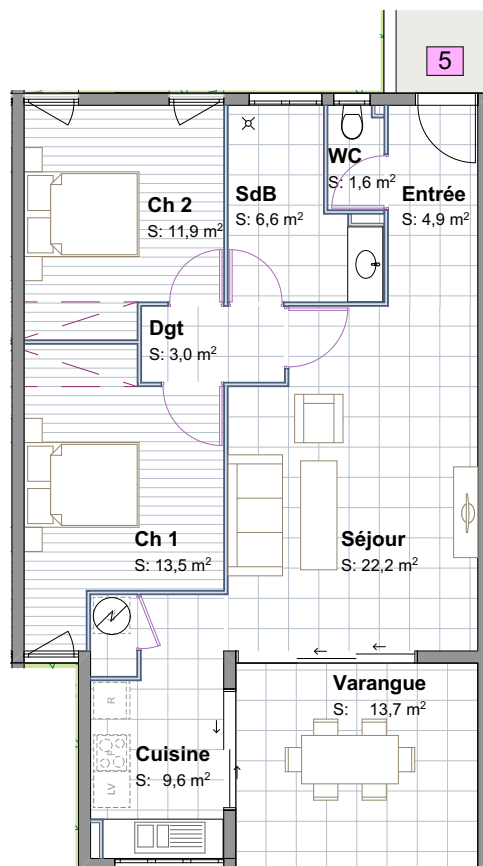 5
WC
S: 1,6 m²
Ch 2
S: 11,9 m²
SdB
S: 6,6 m²
Entrée
S: 4,9 m²
Dgt
S: 3,0 m²
Ch 1
S: 13,5 m²
Séjour
S: 22,2 m²
Varangue
S: 13,7 m²
R
Cuisine
S: 9,6 m²
LV